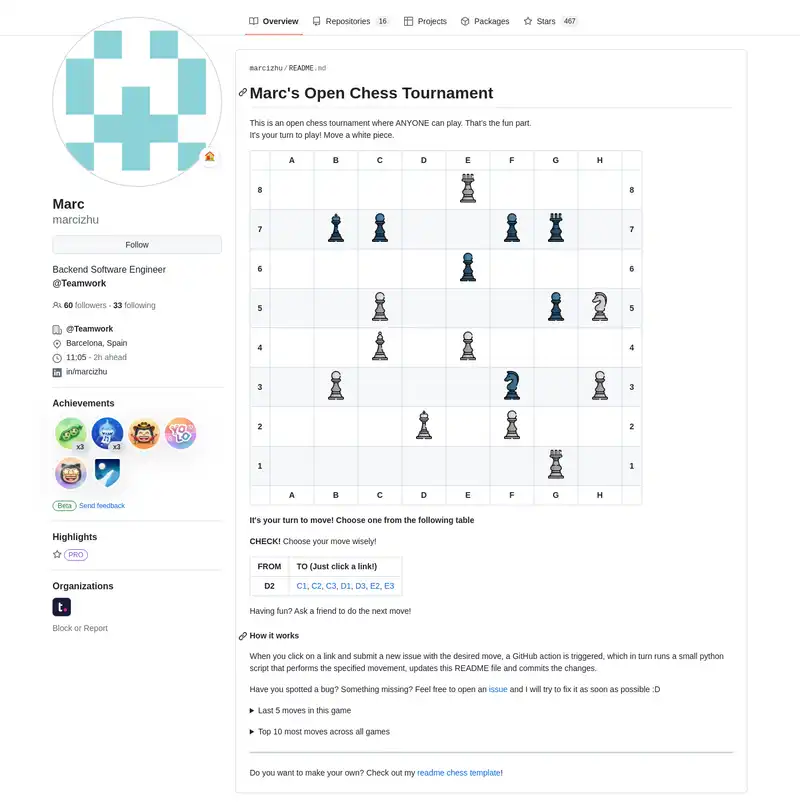 Overview
Repositories 16
Projects
Packages
Stars 467
Marc
marcizhu
Follow
Backend Software Engineer
@Teamwork
60 followers · 33 following
@Teamwork
Barcelona, Spain
11:05 - 2h ahead
in/marcizhu
Achievements
x3
x3
YOLO
Beta Send feedback
Highlights
PRO
Organizations
t.
Block or Report
marcizhu/README.md
Marc's Open Chess Tournament
This is an open chess tournament where ANYONE can play. That's the fun part.
It's your turn to play! Move a white piece.
A B C D E F G H
8 8
7 7
6 6
5 5
4 4
3 3
2 2
1 1
A B C D E F G H
It's your turn to move! Choose one from the following table
CHECK! Choose your move wisely!
FROM TO (Just click a link!)
D2 C1, C2, C3, D1, D3, E2, E3
Having fun? Ask a friend to do the next move!
How it works
When you click on a link and submit a new issue with the desired move, a GitHub action is triggered, which in turn runs a small python
script that performs the specified movement, updates this README file and commits the changes.
Have you spotted a bug? Something missing? Feel free to open an issue and I will try to fix it as soon as possible :D
Last 5 moves in this game
Top 10 most moves across all games
Do you want to make your own? Check out my readme chess template!